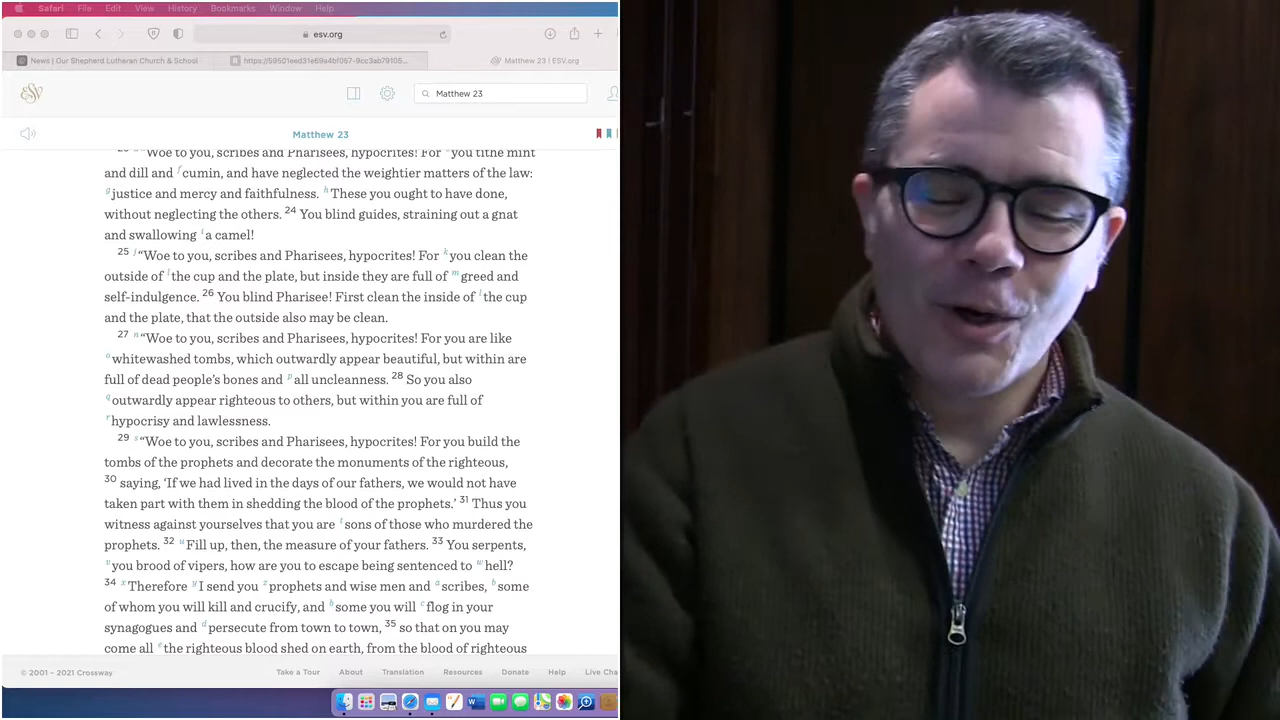 Safari File Edit View History Bookmarks Window Help
esv.org
News | Our Shepherd Lutheran Church & School
https://59501eed31e69a4bf067-9cc3ab79105...
Matthew 23 | ESV.org
ESV
Matthew 23
Matthew 23
“Woe to you, scribes and Pharisees, hypocrites! For you tithe mint
and dill and f cumin, and have neglected the weightier matters of the law:
g justice and mercy and faithfulness. h These you ought to have done,
without neglecting the others. 24 You blind guides, straining out a gnat
and swallowing i a camel!
25 j “Woe to you, scribes and Pharisees, hypocrites! For k you clean the
outside of l the cup and the plate, but inside they are full of m greed and
self-indulgence. 26 You blind Pharisee! First clean the inside of l the cup
and the plate, that the outside also may be clean.
27 n “Woe to you, scribes and Pharisees, hypocrites! For you are like
o whitewashed tombs, which outwardly appear beautiful, but within are
full of dead people’s bones and p all uncleanness. 28 So you also
q outwardly appear righteous to others, but within you are full of
r hypocrisy and lawlessness.
29 s “Woe to you, scribes and Pharisees, hypocrites! For you build the
tombs of the prophets and decorate the monuments of the righteous,
30 saying, ‘If we had lived in the days of our fathers, we would not have
taken part with them in shedding the blood of the prophets.’ 31 Thus you
witness against yourselves that you are t sons of those who murdered the
prophets. 32 u Fill up, then, the measure of your fathers. 33 You serpents,
v you brood of vipers, how are you to escape being sentenced to w hell?
34 x Therefore y I send you z prophets and wise men and a scribes, b some
of whom you will kill and crucify, and b some you will c flog in your
synagogues and d persecute from town to town, 35 so that on you may
come all e the righteous blood shed on earth, from the blood of righteous
© 2001 – 2021 Crossway Take a Tour About Translation Resources Donate Help Live Cha